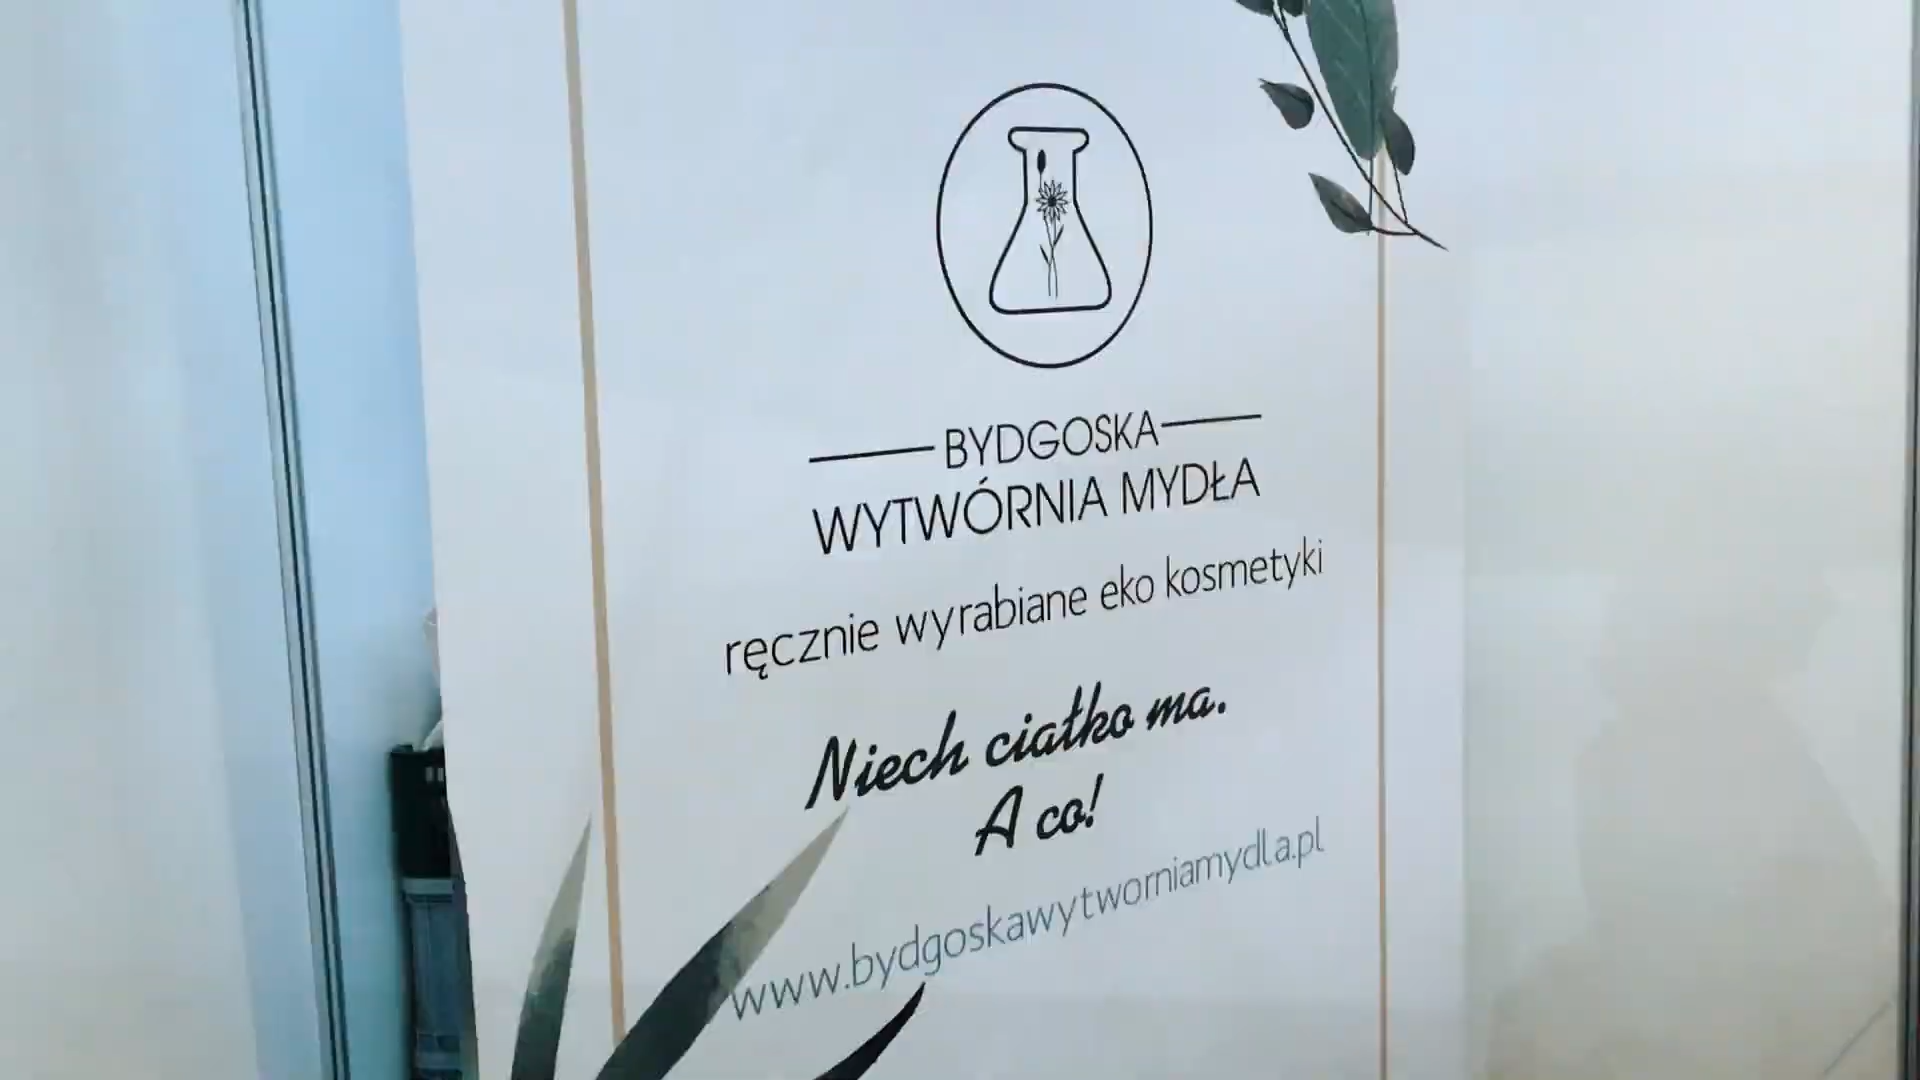 BYDGOSKA
WYTWÓRNIA MYDŁA
ręcznie wyrabiane eko kosmetyki
Niech ciałko ma.
A co!
www.bydgoskawytworniamydla.pl